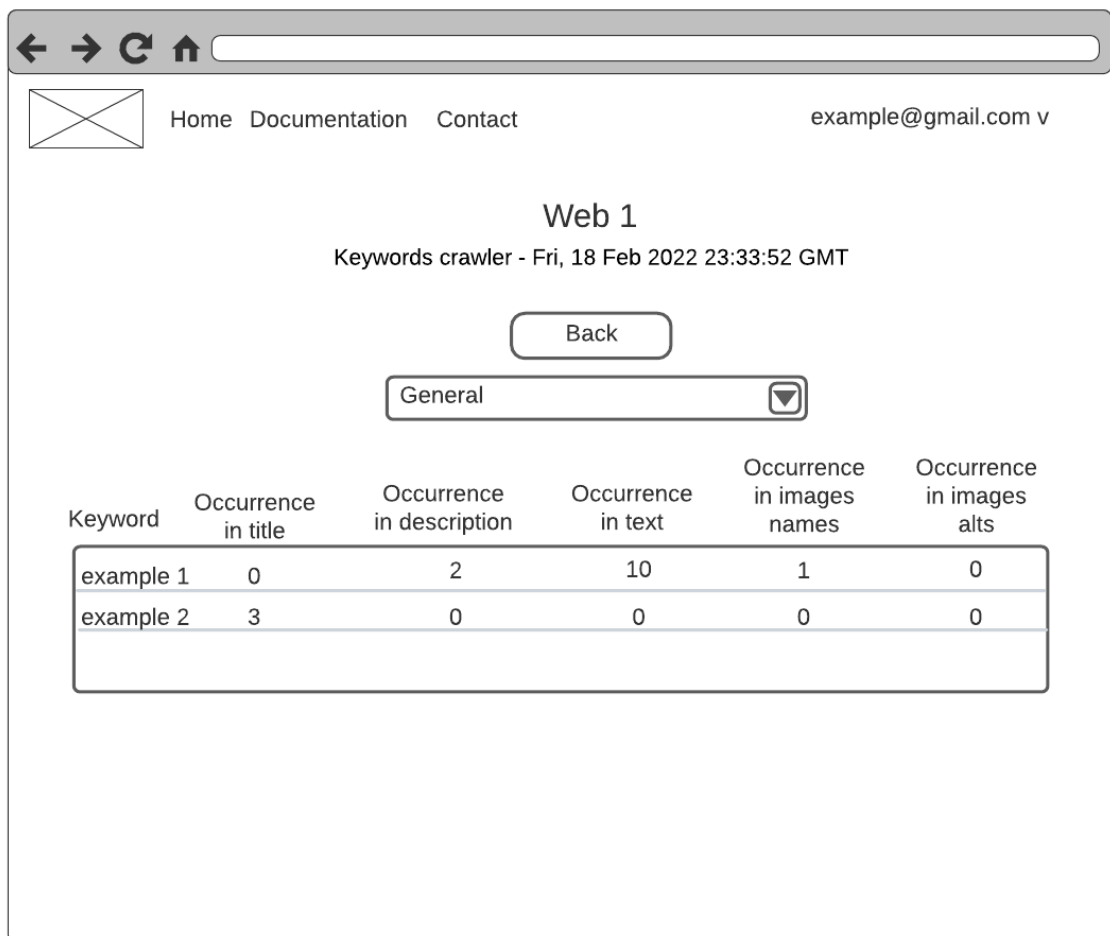 Home Documentation Contact example@gmail.com v
Web 1
Keywords crawler - Fri, 18 Feb 2022 23:33:52 GMT
Back
General
Keyword
Occurrence
in title
Occurrence
in description
Occurrence
in text
Occurrence
in images
names
Occurrence
in images
alts
example 1 0 2 10 1 0
example 2 3 0 0 0 0